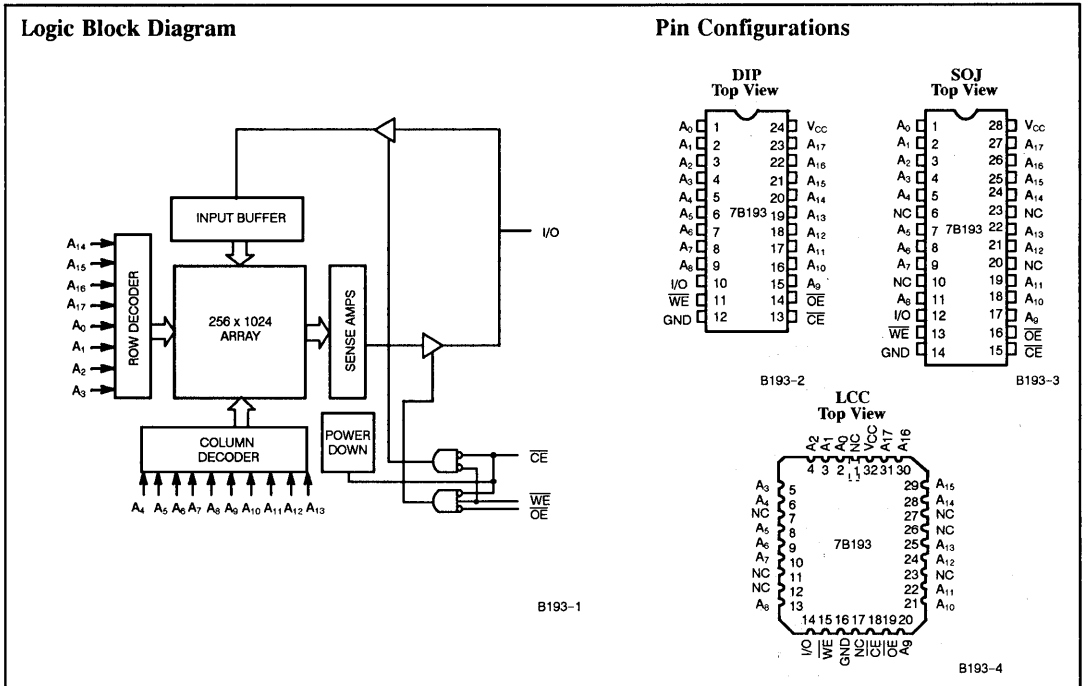 Logic Block Diagram
INPUT BUFFER
I/O
A14
A15
A16
A17
A0
A1
A2
A3
ROW DECODER
256 x 1024
ARRAY
SENSE AMPS
COLUMN
DECODER
POWER
DOWN
CE
WE
OE
A4 A5 A6 A7 A8 A9 A10 A11 A12 A13
B193-1
Pin Configurations
DIP
Top View
A0 1 24 VCC
A1 2 23 A17
A2 3 22 A16
A3 4 21 A15
A4 5 20 A14
A5 6 7B193 19 A13
A6 7 18 A12
A7 8 17 A11
A8 9 16 A10
I/O 10 15 A9
WE 11 14 OE
GND 12 13 CE
B193-2
SOJ
Top View
A0 1 28 VCC
A1 2 27 A17
A2 3 26 A16
A3 4 25 A15
A4 5 24 A14
NC 6 23 NC
A5 7 7B193 22 A13
A6 8 21 A12
A7 9 20 NC
NC 10 19 A11
A8 11 18 A10
I/O 12 17 A9
WE 13 16 OE
GND 14 15 CE
B193-3
LCC
Top View
A2 A1 A0 NC VCC A17 A16
4 3 2 1 32 31 30
A3 5 29 A15
A4 6 28 A14
NC 7 27 NC
A5 8 26 NC
A6 9 7B193 25 A13
A7 10 24 A12
NC 11 23 NC
NC 12 22 A11
A8 13 21 A10
14 15 16 17 18 19 20
I/O WE GND NC CE OE A9
B193-4